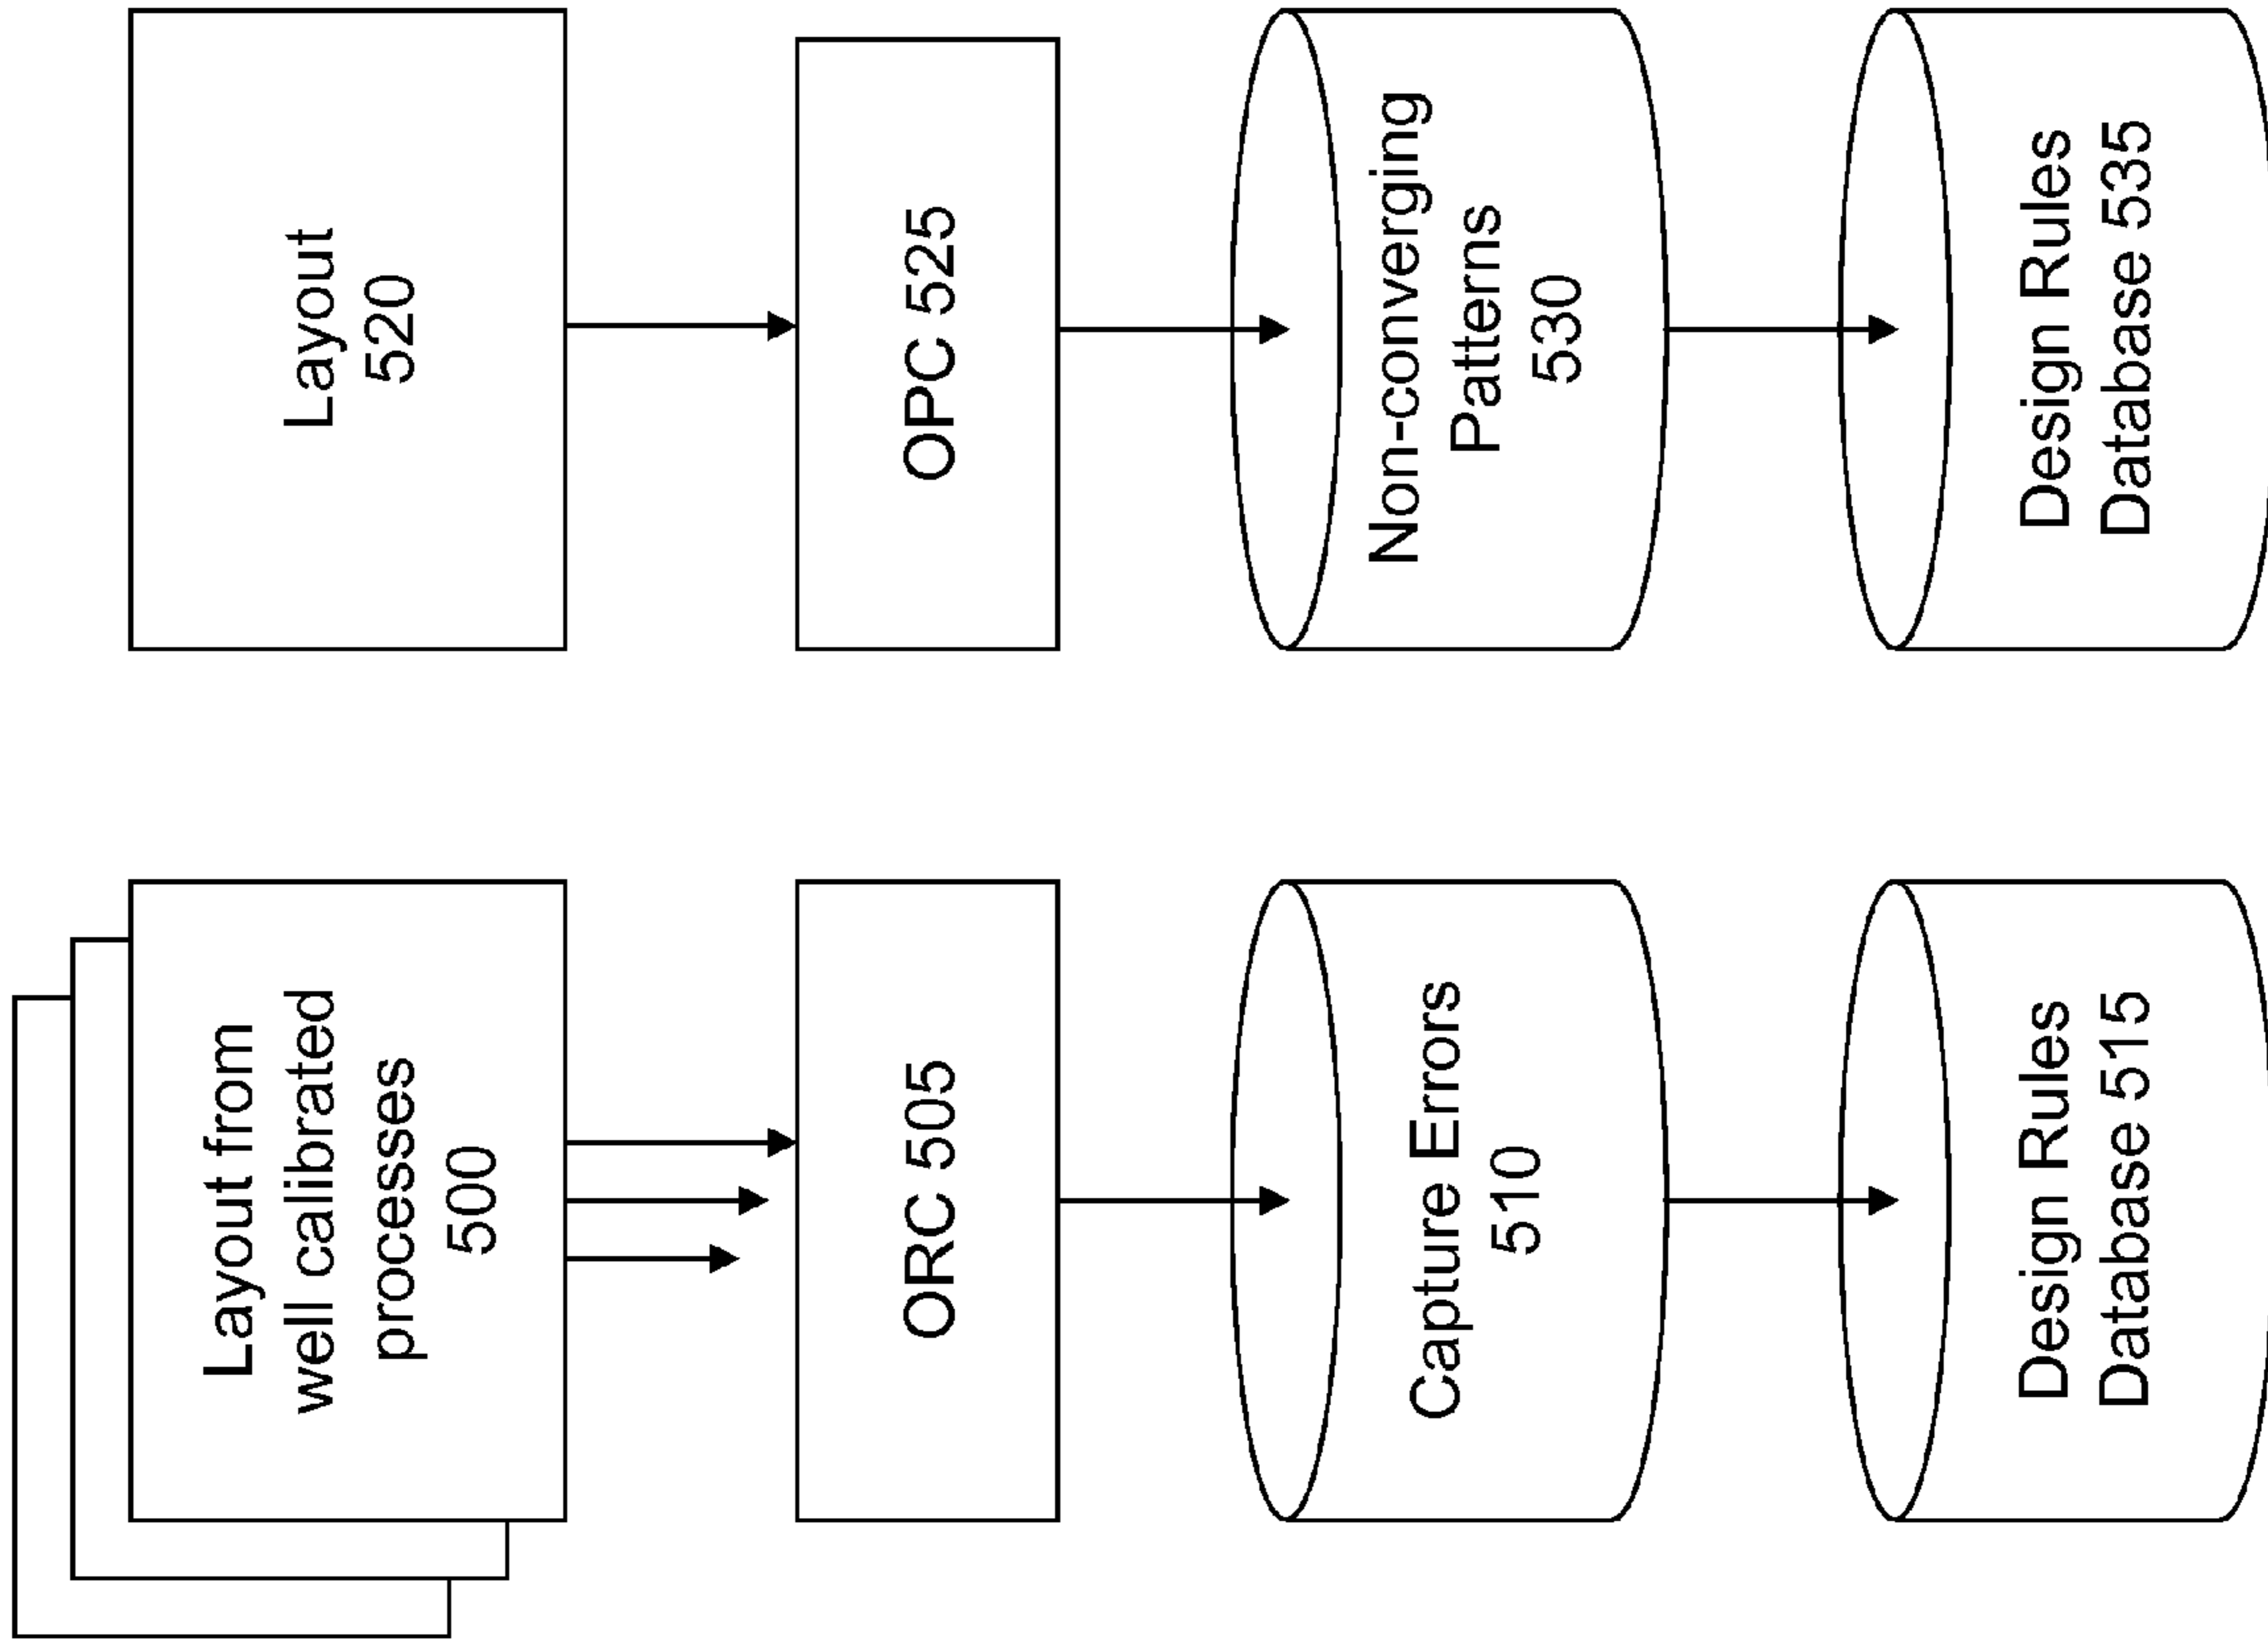 Layout from
well calibrated
processes
500
ORC 505
Capture Errors
510
Design Rules
Database 515
Layout
520
OPC 525
Non-converging
Patterns
530
Design Rules
Database 535